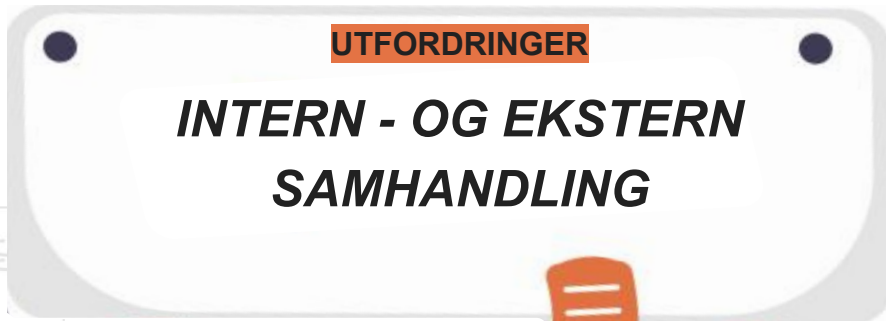 UTFORDRINGER
INTERN - OG EKSTERN
SAMHANDLING